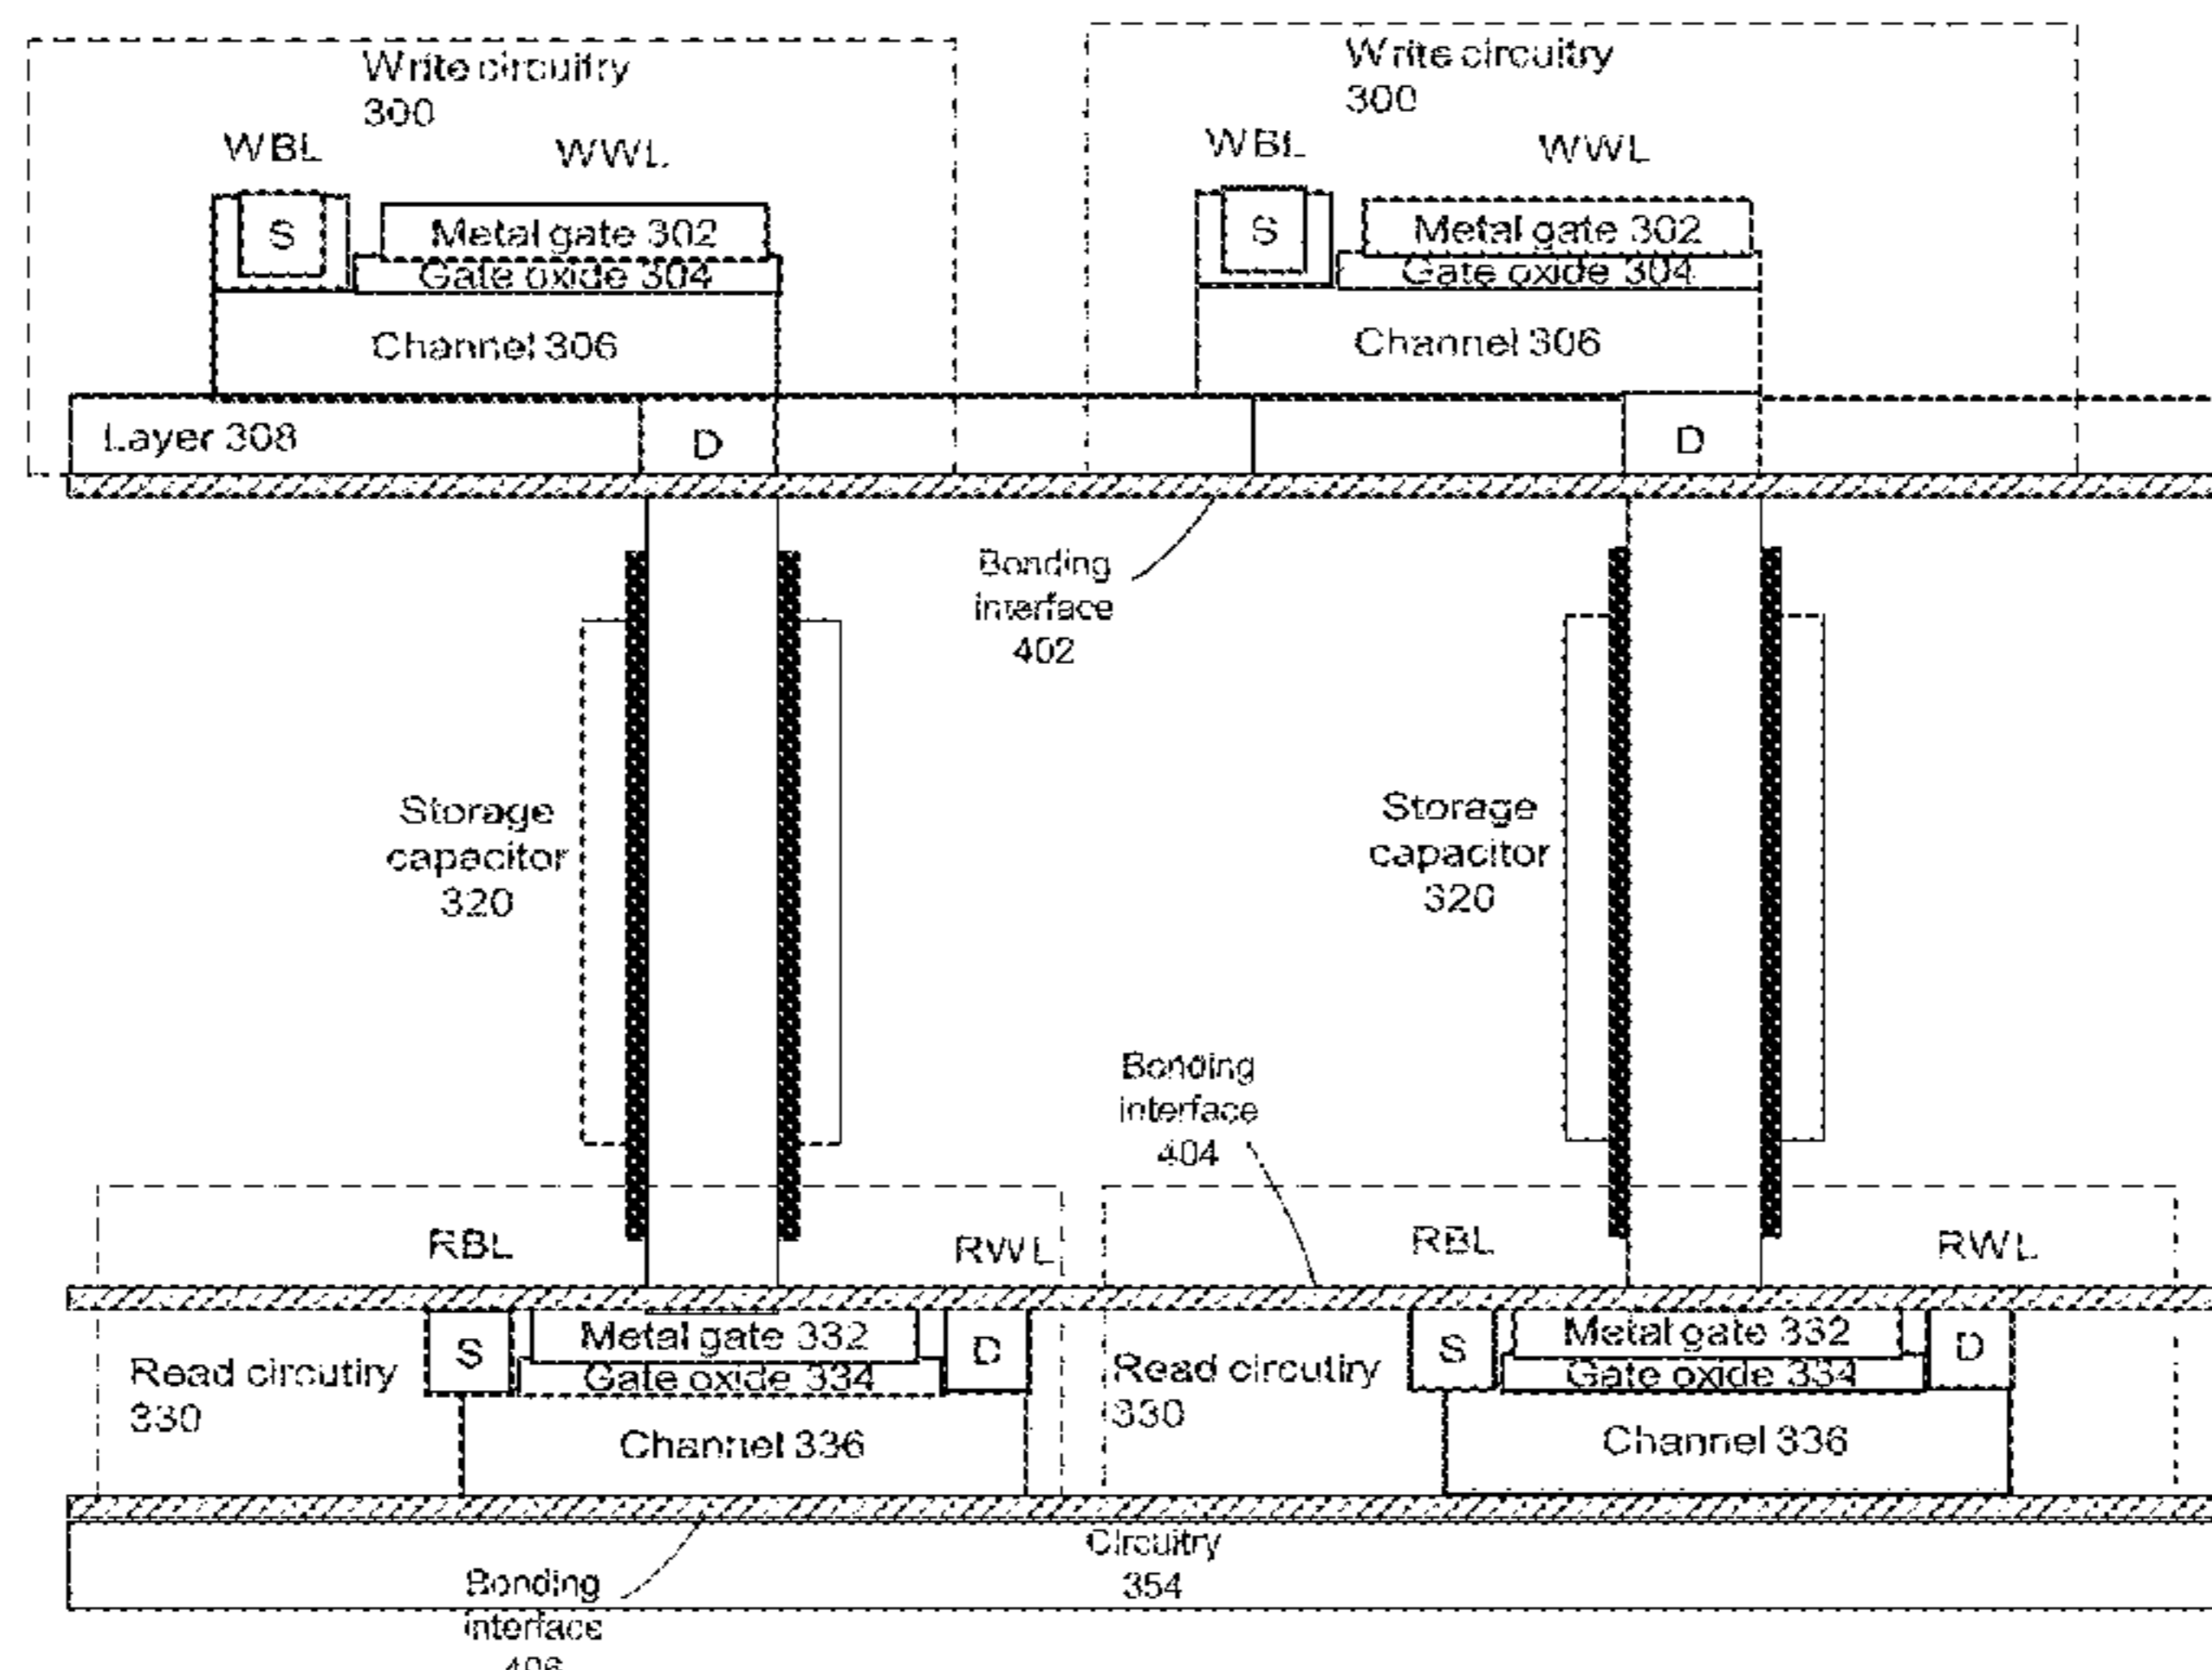 Write circuitry
300
WBL
WWL
S
Metal gate 302
Gate oxide 304
Channel 306
Layer 308
D
Write circuitry
300
WBL
WWL
S
Metal gate 302
Gate oxide 304
Channel 306
D
Bonding
interface
402
Storage
capacitor
320
Storage
capacitor
320
Bonding
interface
404
RBL
RWL
RBL
RWL
Read circutiry
330
S
Metal gate 332
Gate oxide 334
D
Channel 336
Read circutiry
330
S
Metal gate 332
Gate oxide 334
D
Channel 336
Circuitry
354
Bonding
interface
406